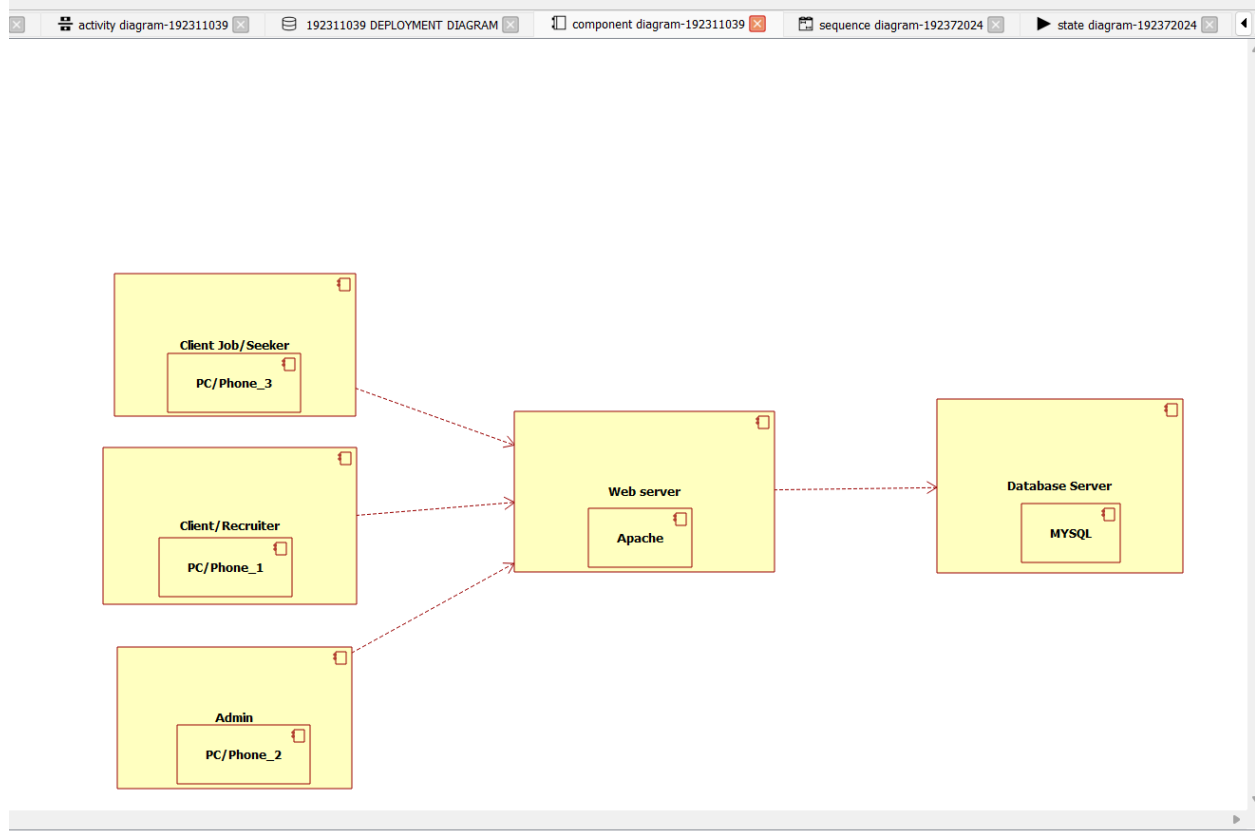 activity diagram-192311039
192311039 DEPLOYMENT DIAGRAM
component diagram-192311039
sequence diagram-192372024
state diagram-192372024
Client Job/Seeker
PC/Phone_3
Client/Recruiter
PC/Phone_1
Admin
PC/Phone_2
Web server
Apache
Database Server
MYSQL